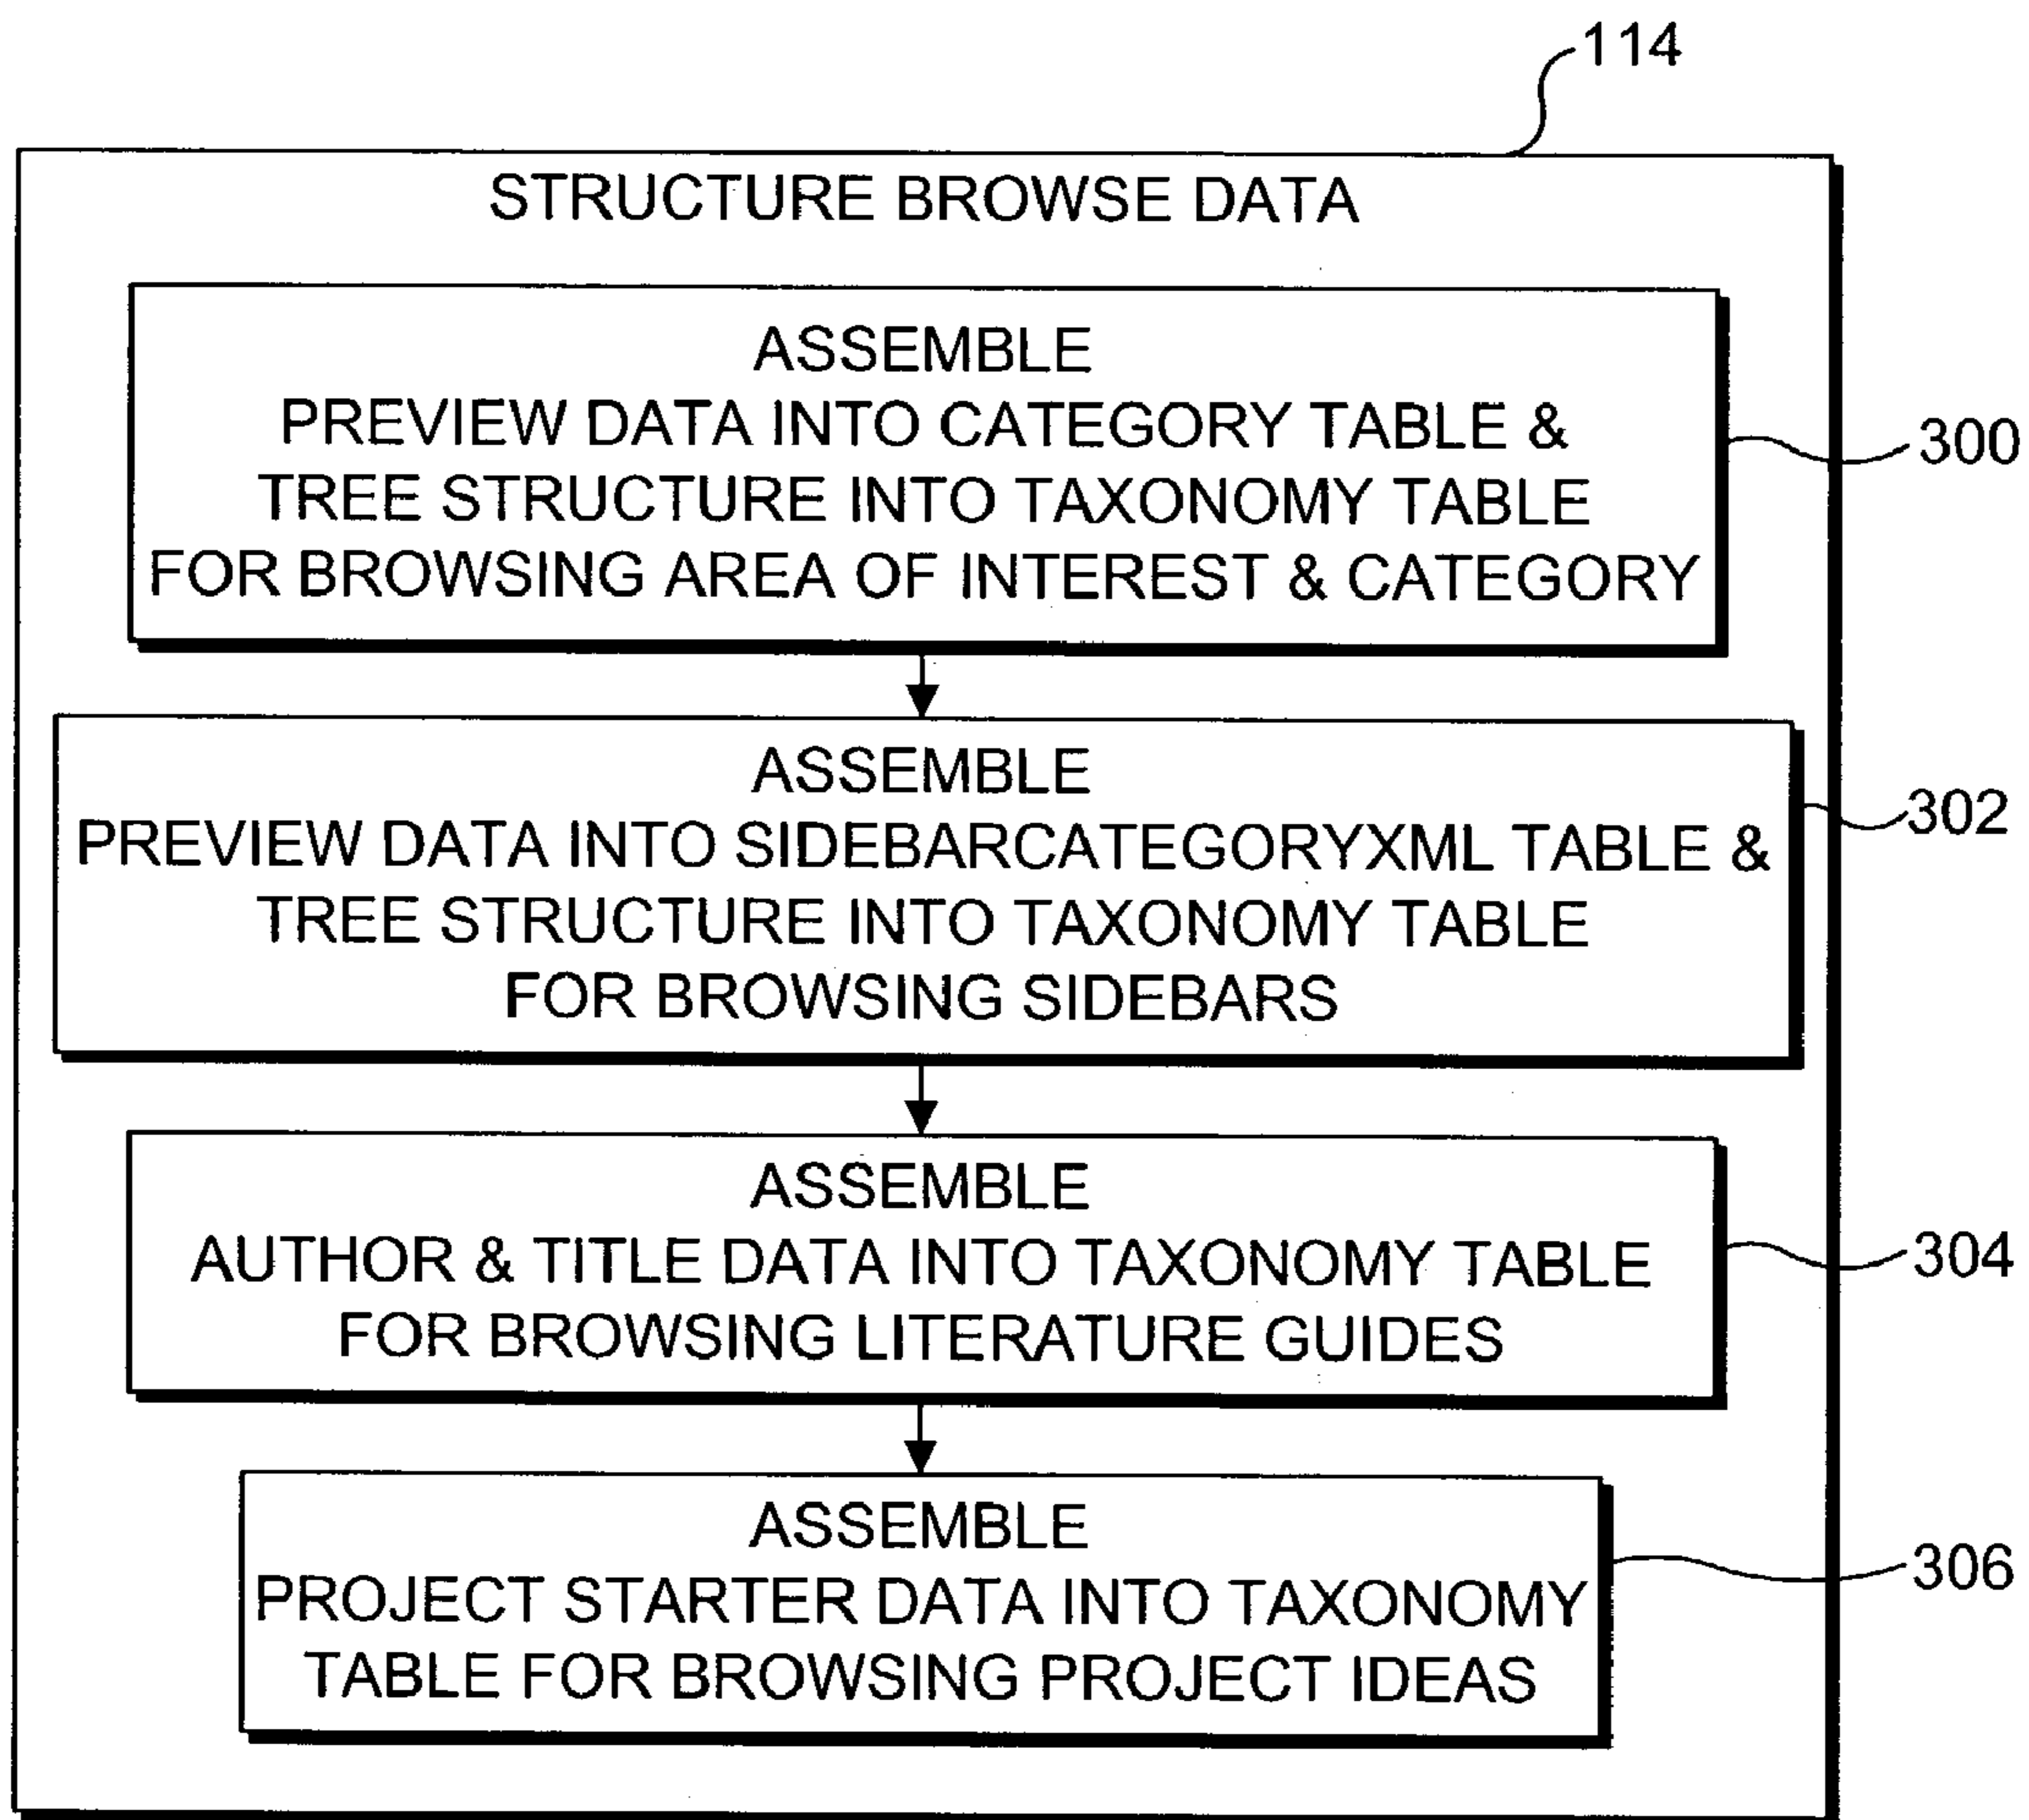 114
STRUCTURE BROWSE DATA
ASSEMBLE
PREVIEW DATA INTO CATEGORY TABLE &
TREE STRUCTURE INTO TAXONOMY TABLE
FOR BROWSING AREA OF INTEREST & CATEGORY
300
ASSEMBLE
PREVIEW DATA INTO SIDEBARCATEGORYXML TABLE &
TREE STRUCTURE INTO TAXONOMY TABLE
FOR BROWSING SIDEBARS
302
ASSEMBLE
AUTHOR & TITLE DATA INTO TAXONOMY TABLE
FOR BROWSING LITERATURE GUIDES
304
ASSEMBLE
PROJECT STARTER DATA INTO TAXONOMY
TABLE FOR BROWSING PROJECT IDEAS
306